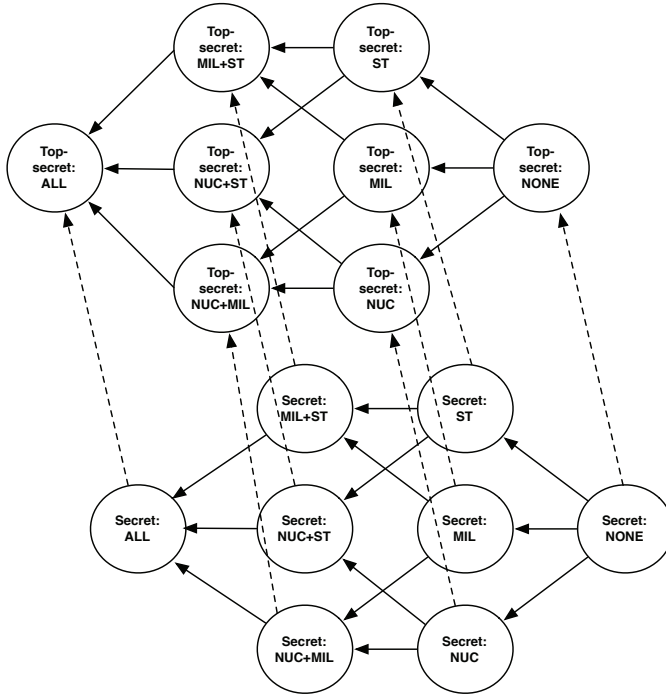 Top-
secret:
MIL+ST
Top-
secret:
ST
Top-
secret:
ALL
Top-
secret:
NUC+ST
Top-
secret:
MIL
Top-
secret:
NONE
Top-
secret:
NUC+MIL
Top-
secret:
NUC
Secret:
MIL+ST
Secret:
ST
Secret:
ALL
Secret:
NUC+ST
Secret:
MIL
Secret:
NONE
Secret:
NUC+MIL
Secret:
NUC